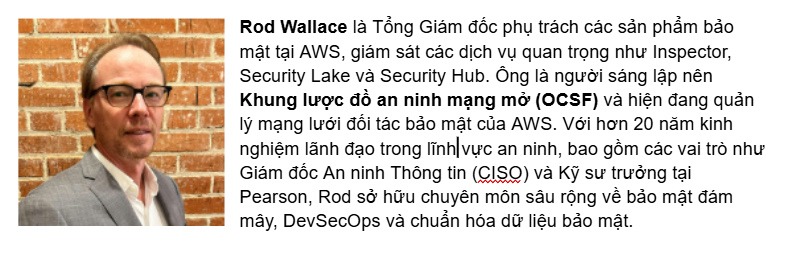 Rod Wallace là Tổng Giám đốc phụ trách các sản phẩm bảo
mật tại AWS, giám sát các dịch vụ quan trọng như Inspector,
Security Lake và Security Hub. Ông là người sáng lập nên
Khung lược đồ an ninh mạng mở (OCSF) và hiện đang quản
lý mạng lưới đối tác bảo mật của AWS. Với hơn 20 năm kinh
nghiệm lãnh đạo trong lĩnh vực an ninh, bao gồm các vai trò như
Giám đốc An ninh Thông tin (CISO) và Kỹ sư trưởng tại
Pearson, Rod sở hữu chuyên môn sâu rộng về bảo mật đám
mây, DevSecOps và chuẩn hóa dữ liệu bảo mật.